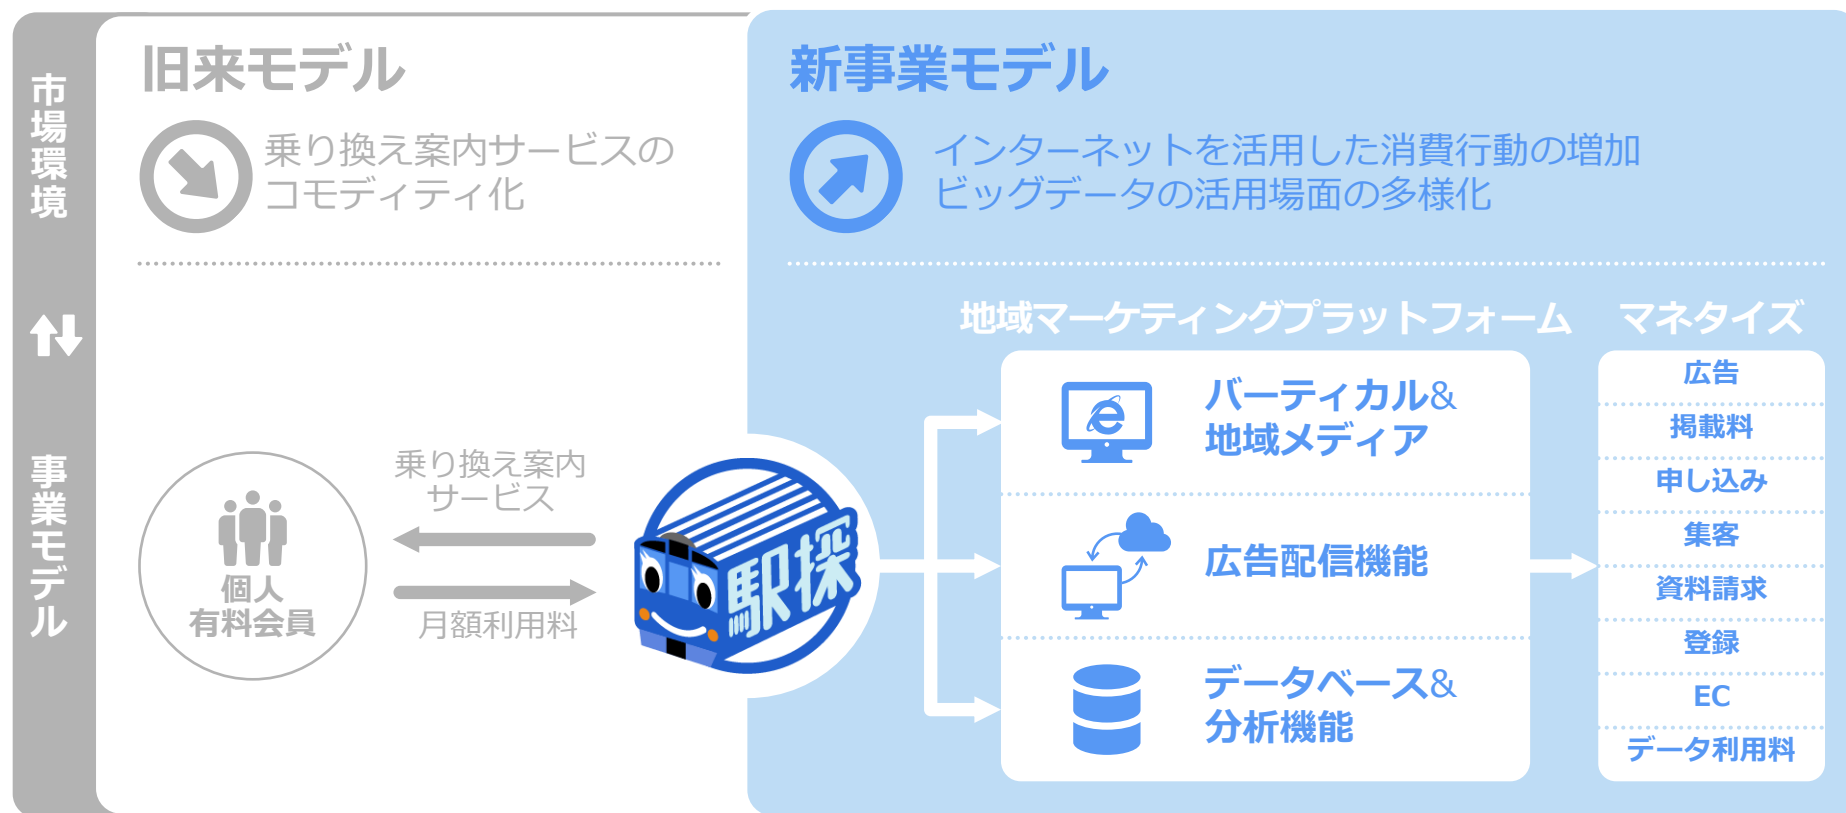 市場環境
事業モデル
旧来モデル
乗り換え案内サービスの
コモディティ化
乗り換え案内
サービス
個人
有料会員
月額利用料
駅探
新事業モデル
インターネットを活用した消費行動の増加
ビッグデータの活用場面の多様化
地域マーケティングプラットフォーム
バーティカル&
地域メディア
広告配信機能
データベース&
分析機能
マネタイズ
広告
掲載料
申し込み
集客
資料請求
登録
EC
データ利用料